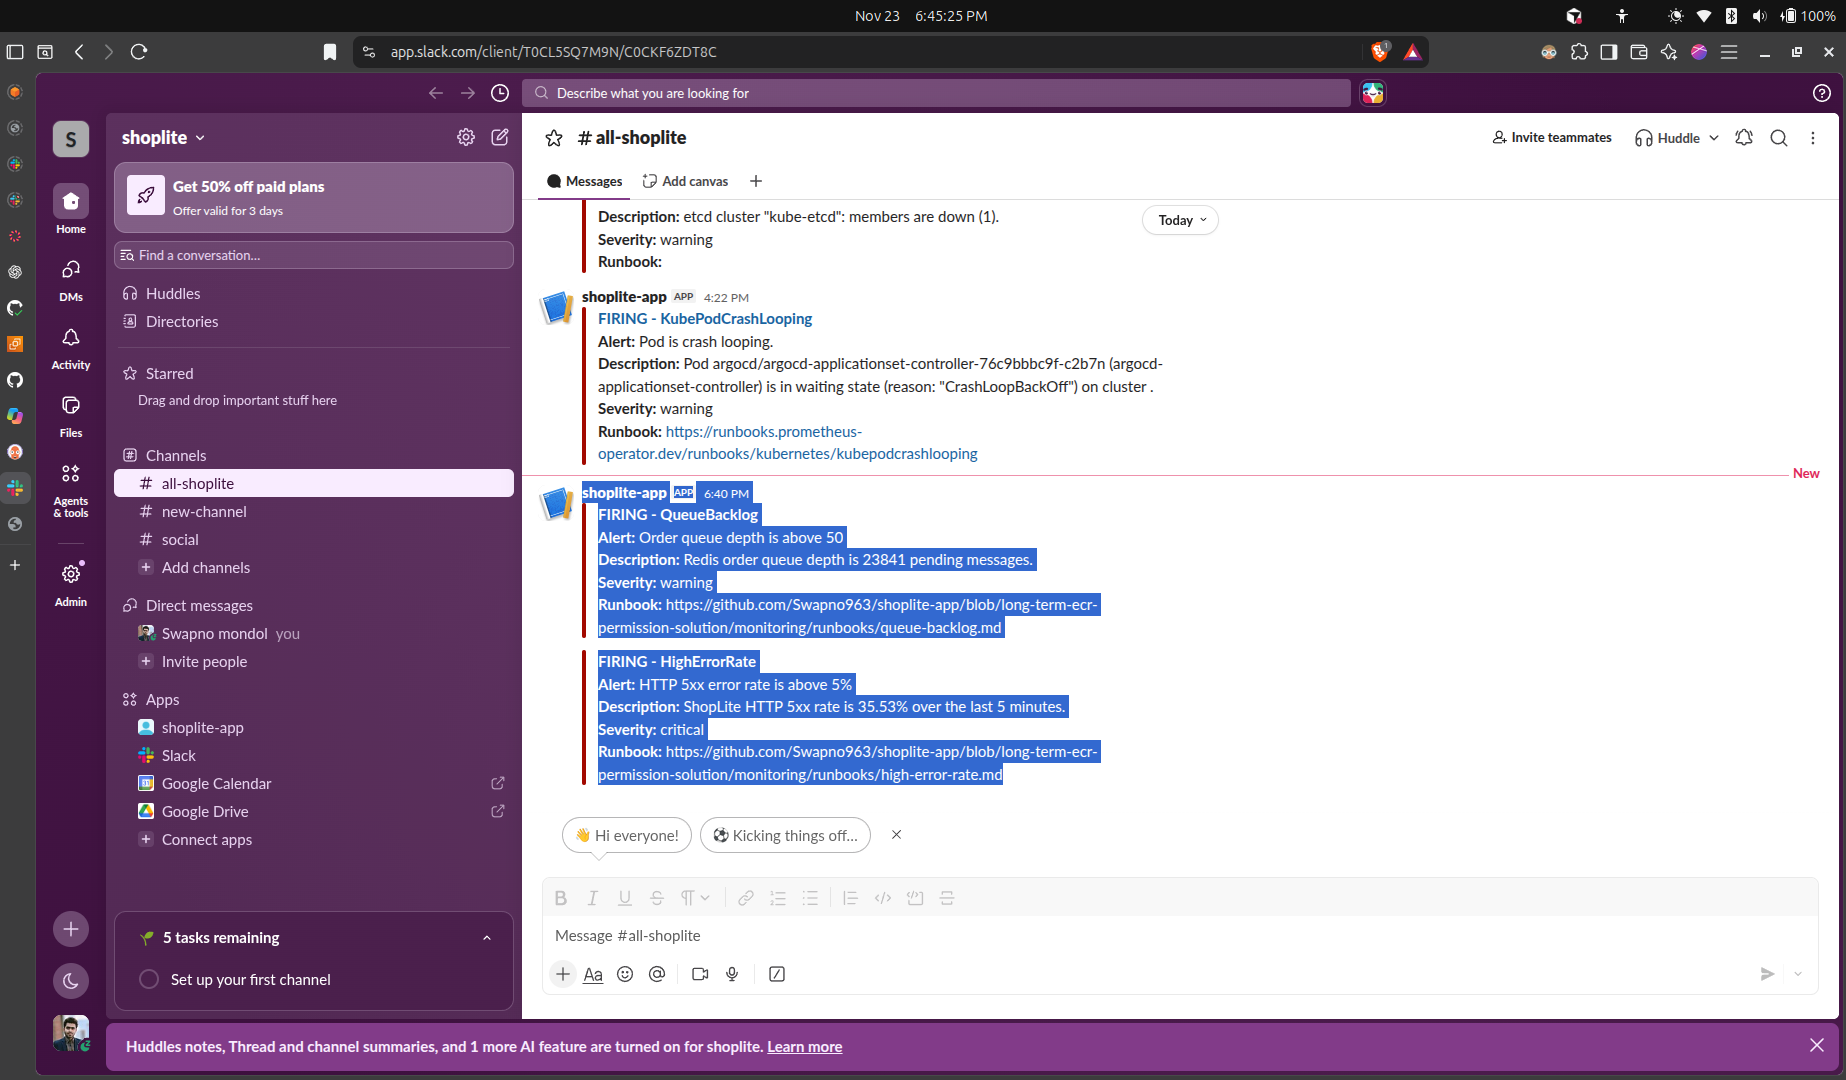 Nov 23 6:45:25 PM
100%
app.slack.com/client/T0CL5SQ7M9N/C0CKF6ZDT8C
1
Describe what you are looking for
S
Home
DMs
Activity
Files
Agents
& tools
Admin
shoplite
Get 50% off paid plans
Offer valid for 3 days
Find a conversation...
Huddles
Directories
Starred
Drag and drop important stuff here
Channels
# all-shoplite
# new-channel
# social
+ Add channels
Direct messages
Swapno mondol you
+ Invite people
Apps
shoplite-app
Slack
Google Calendar
Google Drive
+ Connect apps
5 tasks remaining
Set up your first channel
# all-shoplite
Invite teammates
Huddle
Messages
Add canvas
Today
Description: etcd cluster "kube-etcd": members are down (1).
Severity: warning
Runbook:
shoplite-app APP 4:22 PM
FIRING - KubePodCrashLooping
Alert: Pod is crash looping.
Description: Pod argocd/argocd-applicationset-controller-76c9bbbc9f-c2b7n (argocd-
applicationset-controller) is in waiting state (reason: "CrashLoopBackOff") on cluster .
Severity: warning
Runbook: https://runbooks.prometheus-
operator.dev/runbooks/kubernetes/kubepodcrashlooping
New
shoplite-app APP 6:40 PM
FIRING - QueueBacklog
Alert: Order queue depth is above 50
Description: Redis order queue depth is 23841 pending messages.
Severity: warning
Runbook: https://github.com/Swapno963/shoplite-app/blob/long-term-ecr-
permission-solution/monitoring/runbooks/queue-backlog.md
FIRING - HighErrorRate
Alert: HTTP 5xx error rate is above 5%
Description: ShopLite HTTP 5xx rate is 35.53% over the last 5 minutes.
Severity: critical
Runbook: https://github.com/Swapno963/shoplite-app/blob/long-term-ecr-
permission-solution/monitoring/runbooks/high-error-rate.md
Hi everyone!
Kicking things off...
B I U S
Message #all-shoplite
Aa
Huddles notes, Thread and channel summaries, and 1 more AI feature are turned on for shoplite. Learn more